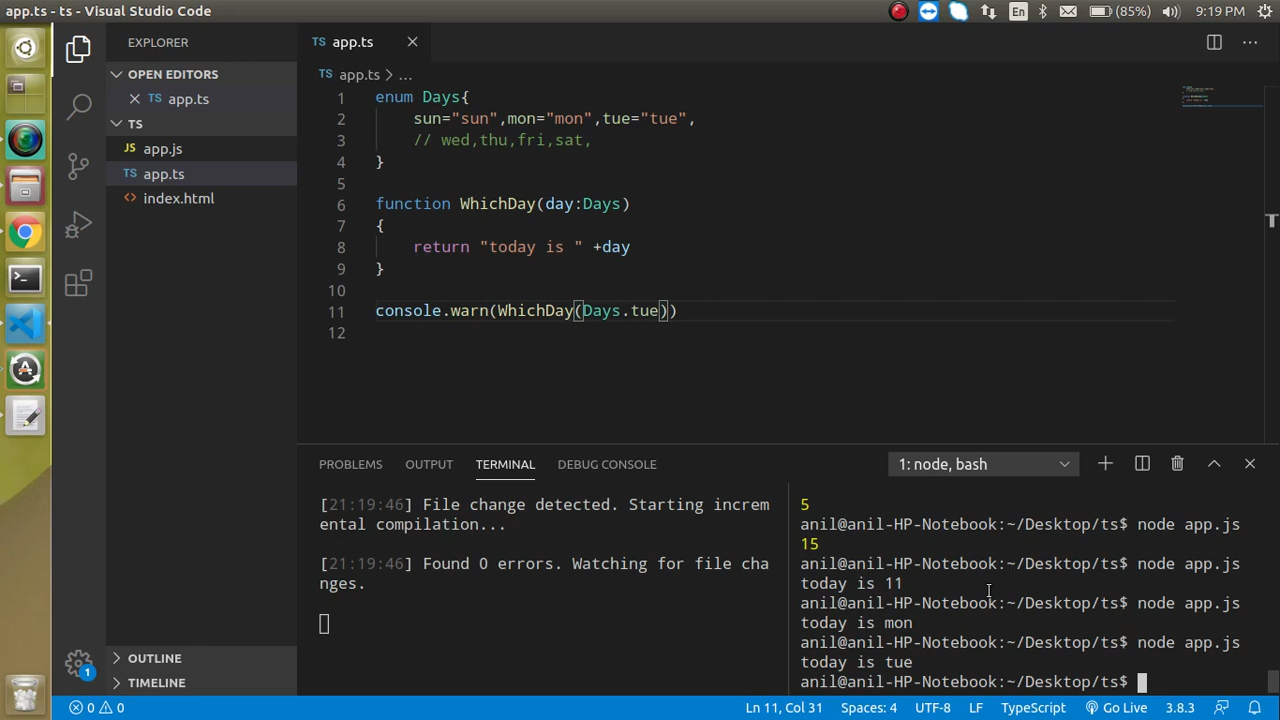 app.ts - ts - Visual Studio Code
En
(85%)
9:19 PM
EXPLORER
OPEN EDITORS
TS app.ts
TS
JS app.js
TS app.ts
<> index.html
OUTLINE
TIMELINE
1
TS app.ts
TS app.ts > ...
1 enum Days{
2 sun="sun",mon="mon",tue="tue",
3 // wed,thu,fri,sat,
4 }
5
6 function WhichDay(day:Days)
7 {
8 return "today is " +day
9 }
10
11 console.warn(WhichDay(Days.tue))
12
PROBLEMS OUTPUT TERMINAL DEBUG CONSOLE
1: node, bash
[21:19:46] File change detected. Starting increm
ental compilation...
[21:19:46] Found 0 errors. Watching for file cha
nges.
5
anil@anil-HP-Notebook:~/Desktop/ts$ node app.js
15
anil@anil-HP-Notebook:~/Desktop/ts$ node app.js
today is 11
anil@anil-HP-Notebook:~/Desktop/ts$ node app.js
today is mon
anil@anil-HP-Notebook:~/Desktop/ts$ node app.js
today is tue
anil@anil-HP-Notebook:~/Desktop/ts$
0 0
Ln 11, Col 31 Spaces: 4 UTF-8 LF TypeScript Go Live 3.8.3